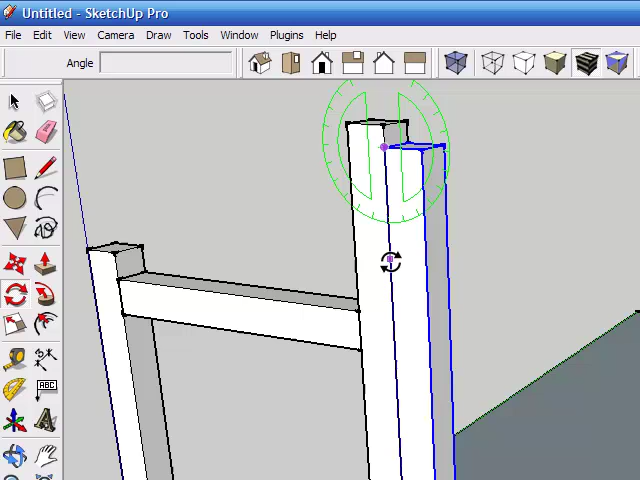 Untitled - SketchUp Pro
File Edit View Camera Draw Tools Window Plugins Help
Angle
ABC
A